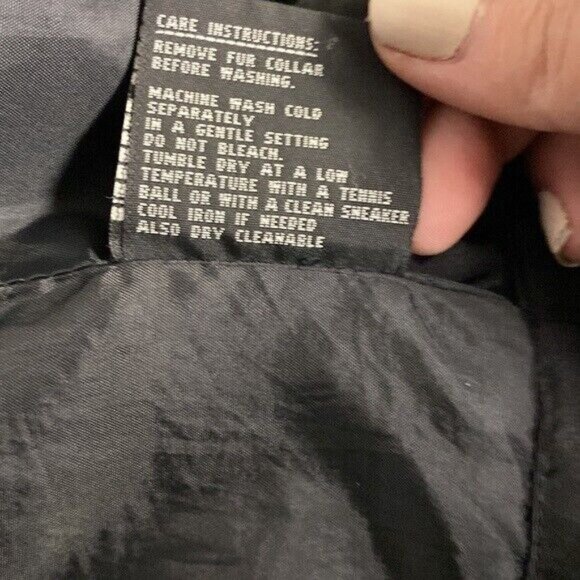 CARE INSTRUCTIONS:
REMOVE FUR COLLAR
BEFORE WASHING.
MACHINE WASH COLD
SEPARATELY
IN A GENTLE SETTING
DO NOT BLEACH.
TUMBLE DRY AT A LOW
TEMPERATURE WITH A TENNIS
BALL OR WITH A CLEAN SNEAKER
COOL IRON IF NEEDED
ALSO DRY CLEANABLE